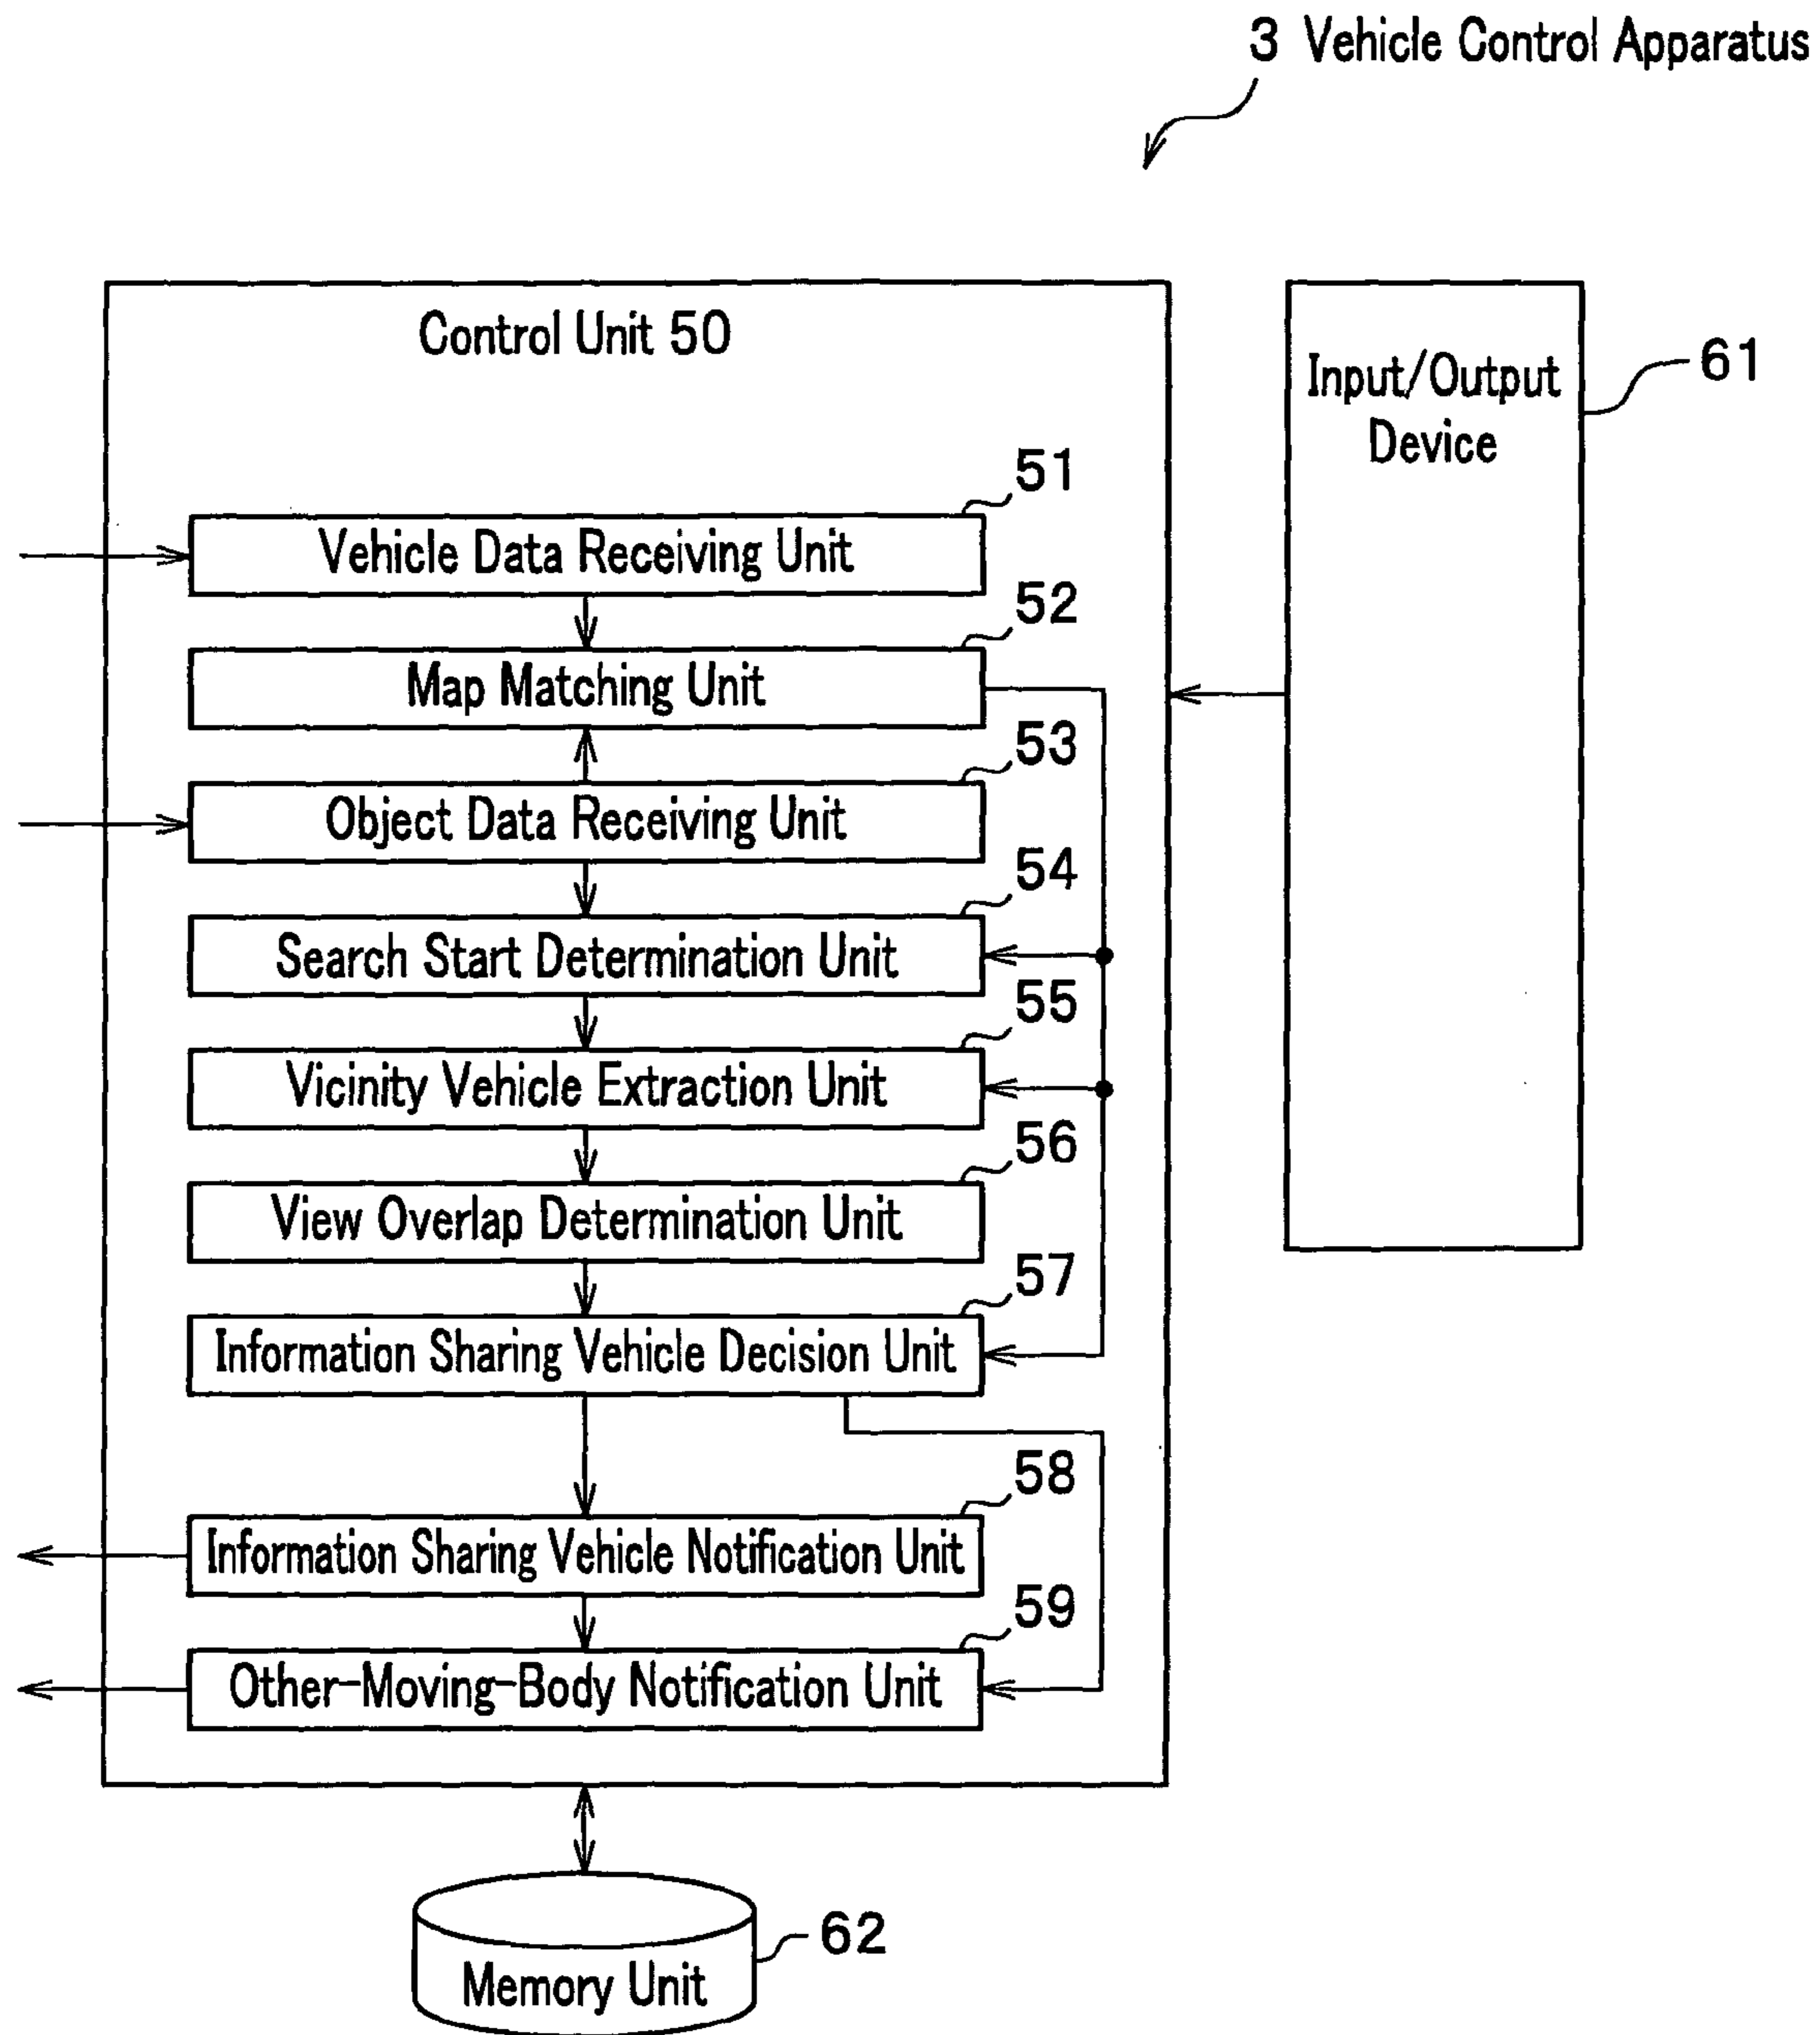 3 Vehicle Control Apparatus
Control Unit 50
Input/Output
Device
61
51
Vehicle Data Receiving Unit
52
Map Matching Unit
53
Object Data Receiving Unit
54
Search Start Determination Unit
55
Vicinity Vehicle Extraction Unit
56
View Overlap Determination Unit
57
Information Sharing Vehicle Decision Unit
58
Information Sharing Vehicle Notification Unit
59
Other-Moving-Body Notification Unit
62
Memory Unit